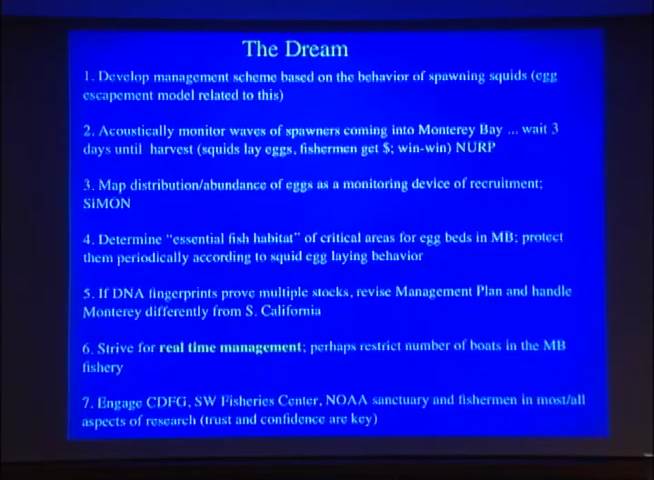 The Dream
1. Develop management scheme based on the behavior of spawning squids (egg
escapement model related to this)
2. Acoustically monitor waves of spawners coming into Monterey Bay ... wait 3
days until harvest (squids lay eggs, fishermen get $; win-win) NURP
3. Map distribution/abundance of eggs as a monitoring device of recruitment;
SiMON
4. Determine "essential fish habitat" of critical areas for egg beds in MB; protect
them periodically according to squid egg laying behavior
5. If DNA fingerprints prove multiple stocks, revise Management Plan and handle
Monterey differently from S. California
6. Strive for real time management; perhaps restrict number of boats in the MB
fishery
7. Engage CDFG, SW Fisheries Center, NOAA sanctuary and fishermen in most/all
aspects of research (trust and confidence are key)